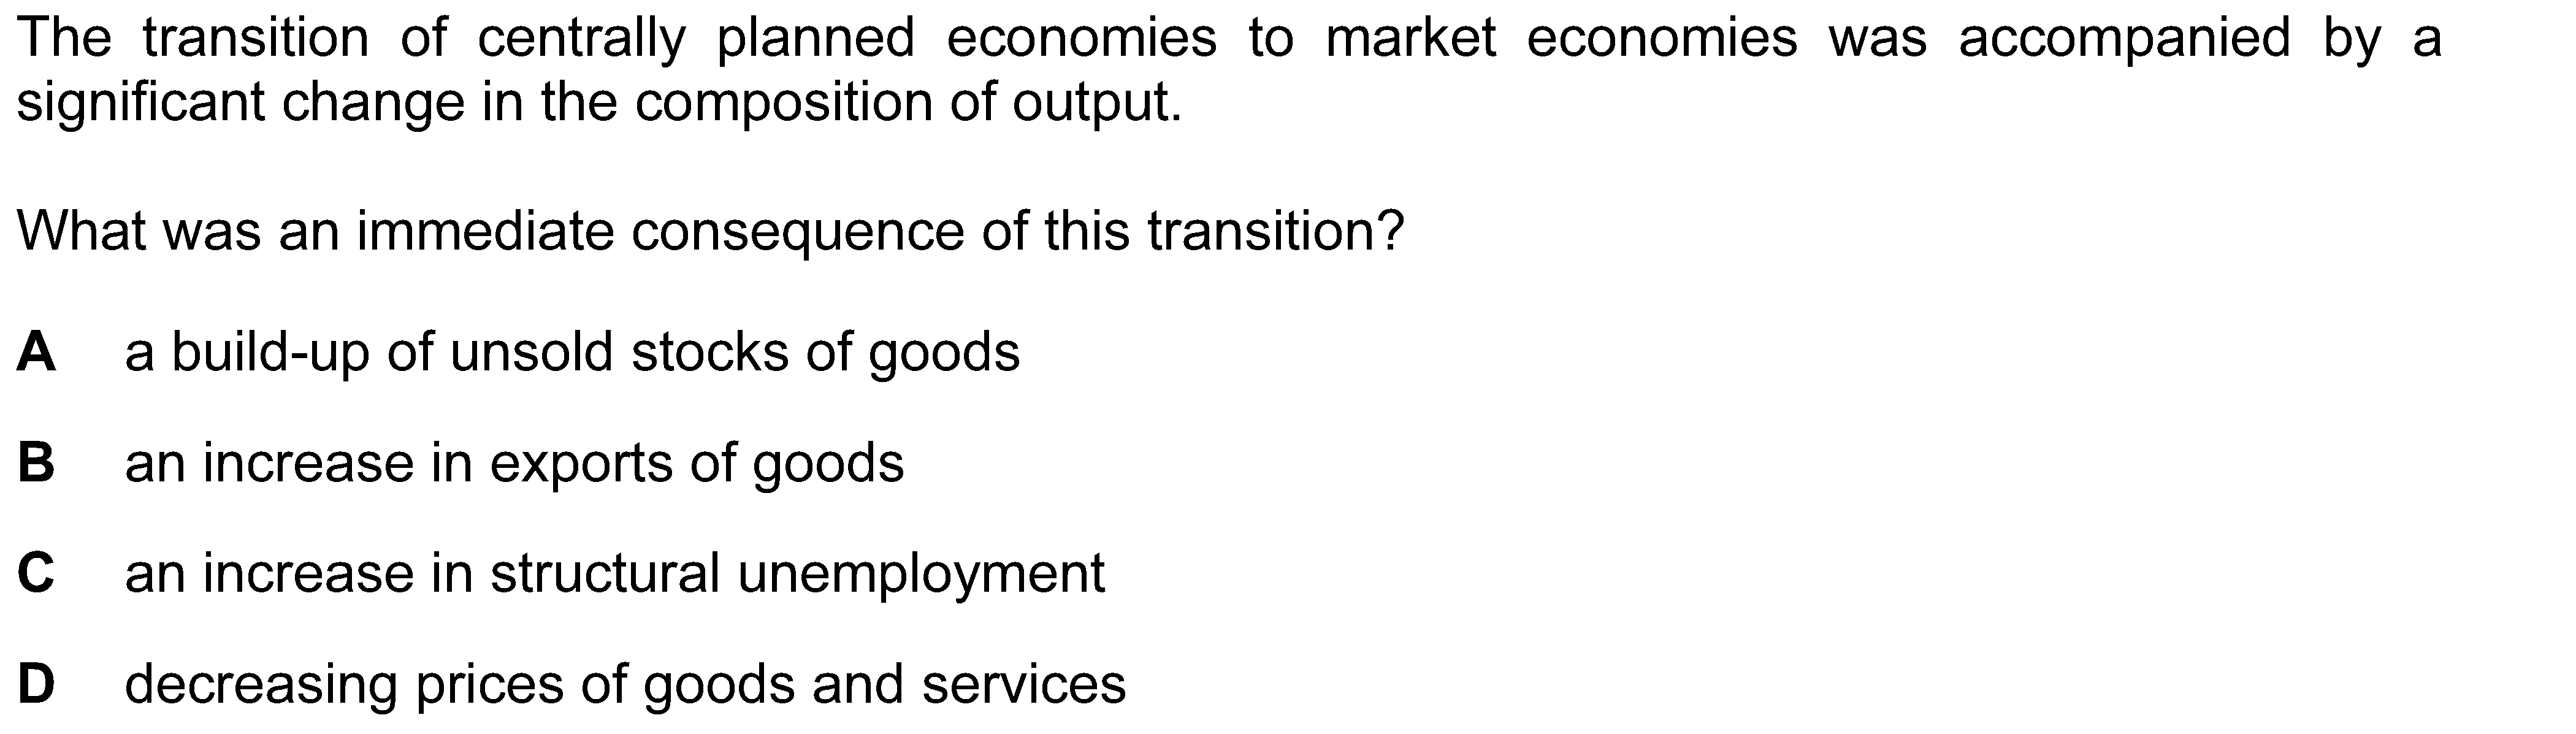 The transition of centrally planned economies to market economies was accompanied by a
significant change in the composition of output.
What was an immediate consequence of this transition?
A a build-up of unsold stocks of goods
B an increase in exports of goods
C an increase in structural unemployment
D decreasing prices of goods and services